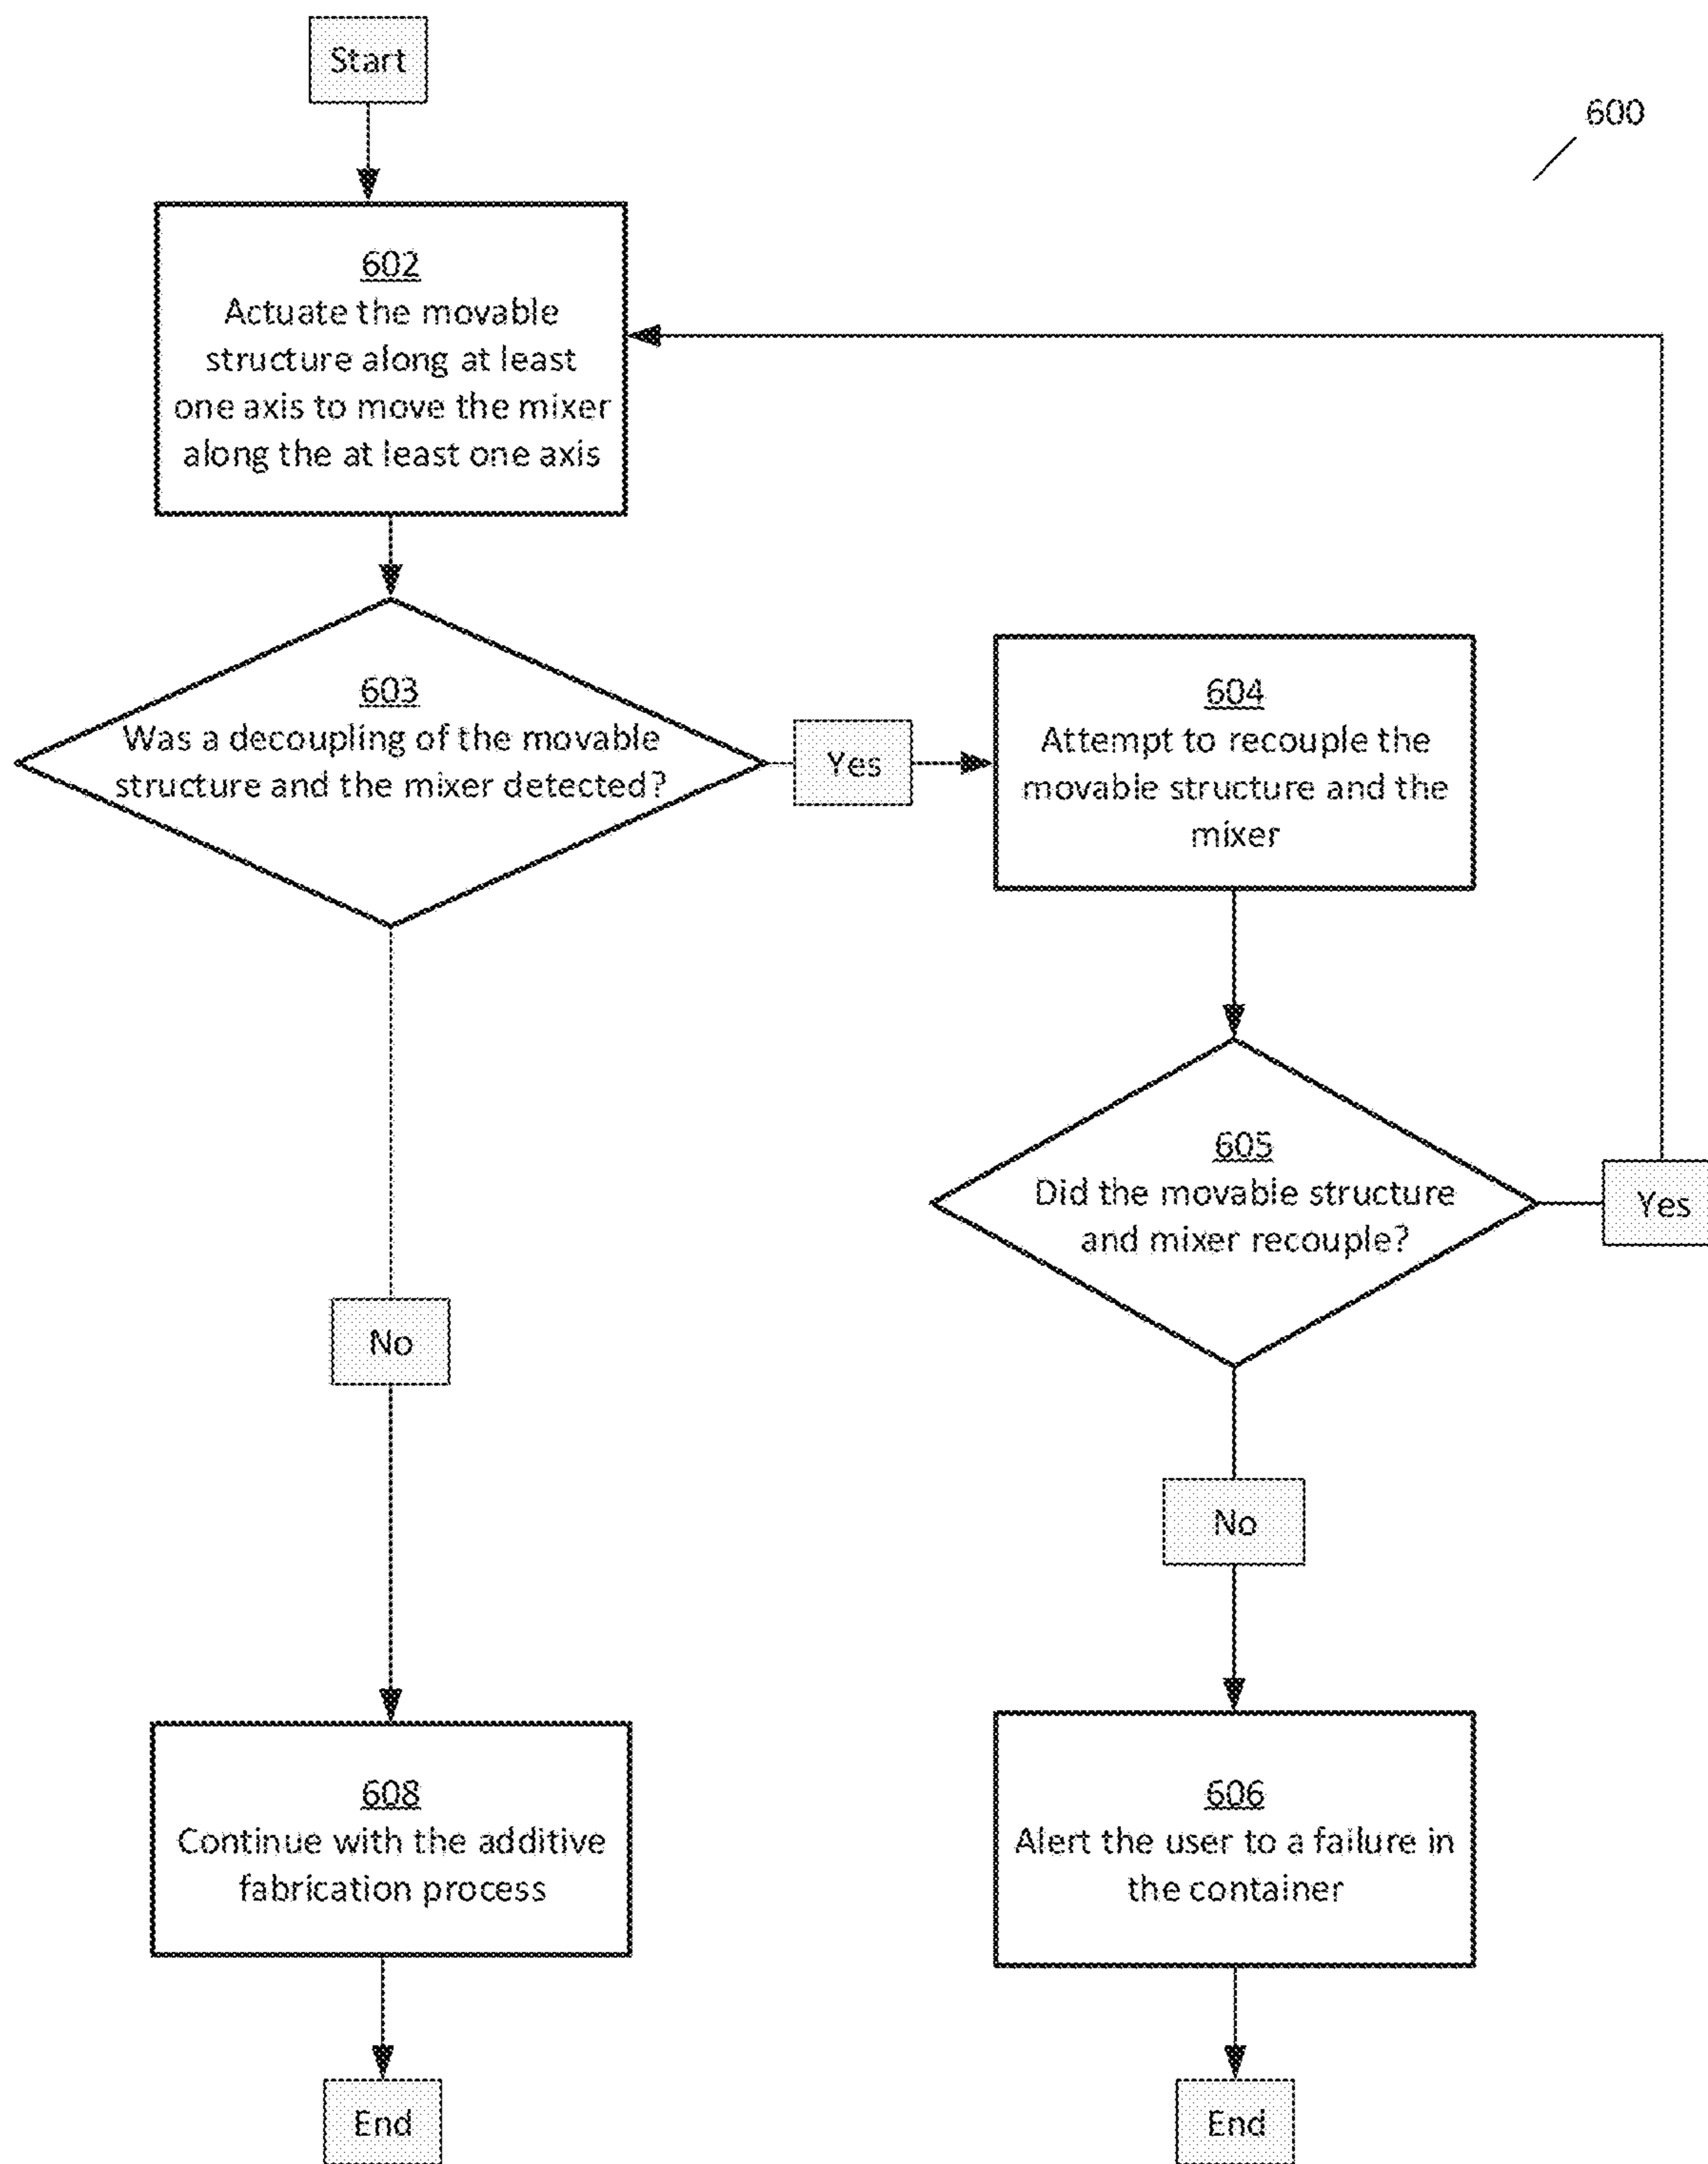 Start
600
602
Actuate the movable
structure along at least
one axis to move the mixer
along the at least one axis
603
Was a decoupling of the movable
structure and the mixer detected?
Yes
604
Attempt to recouple the
movable structure and the
mixer
605
Did the movable structure
and mixer recouple?
Yes
No
No
608
Continue with the additive
fabrication process
606
Alert the user to a failure in
the container
End
End